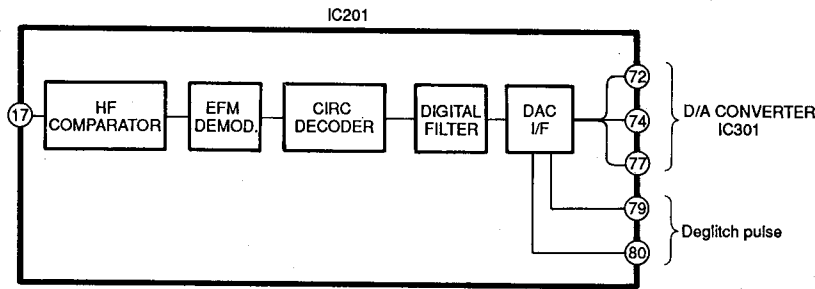 IC201
17
HF
COMPARATOR
EFM
DEMOD.
CIRC
DECODER
DIGITAL
FILTER
DAC
I/F
72
74
77
D/A CONVERTER
IC301
79
80
Deglitch pulse